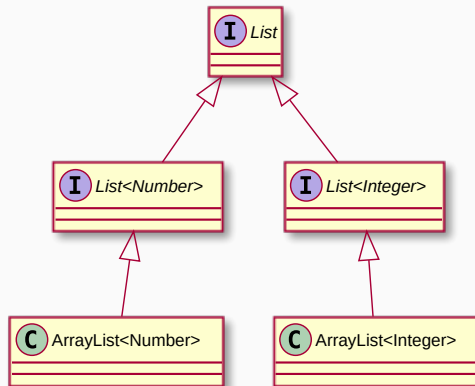 I List
I List<Number>
I List<Integer>
C ArrayList<Number>
C ArrayList<Integer>